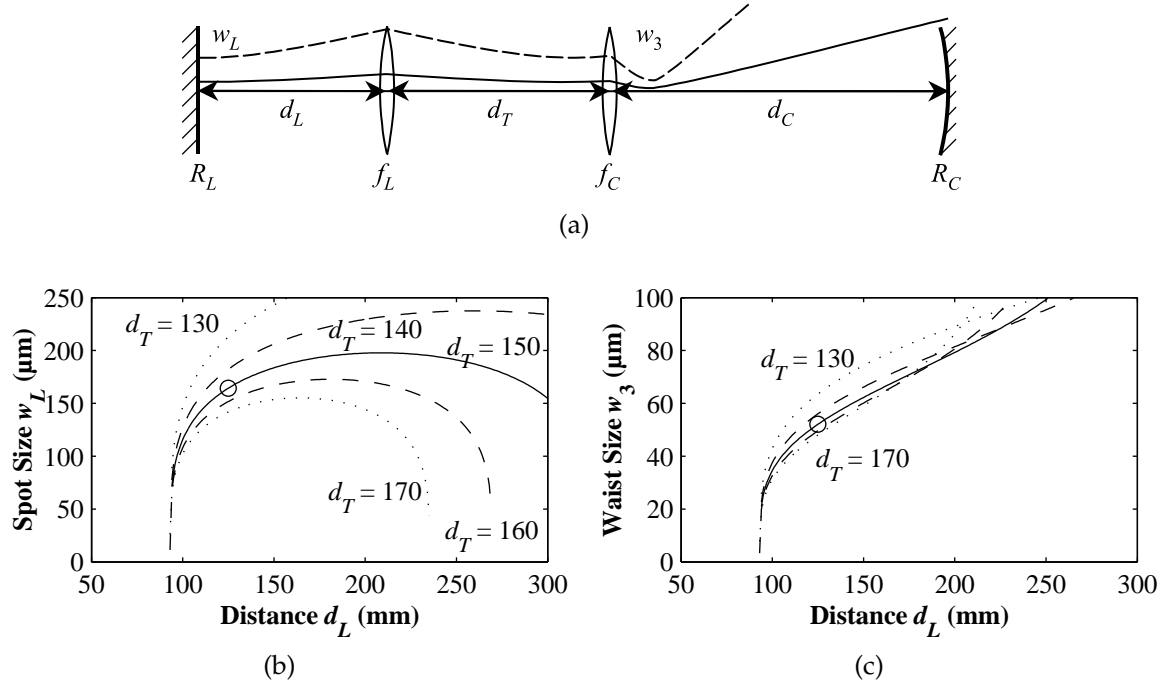 w_L w_3
d_L d_T d_C
R_L f_L f_C R_C
(a)
250
200
150
100
50
0
50 100 150 200 250 300
Spot Size w_L (µm)
Distance d_L (mm)
d_T = 130
d_T = 140
d_T = 150
d_T = 170
d_T = 160
(b)
100
80
60
40
20
0
50 100 150 200 250 300
Waist Size w_3 (µm)
Distance d_L (mm)
d_T = 130
d_T = 170
(c)